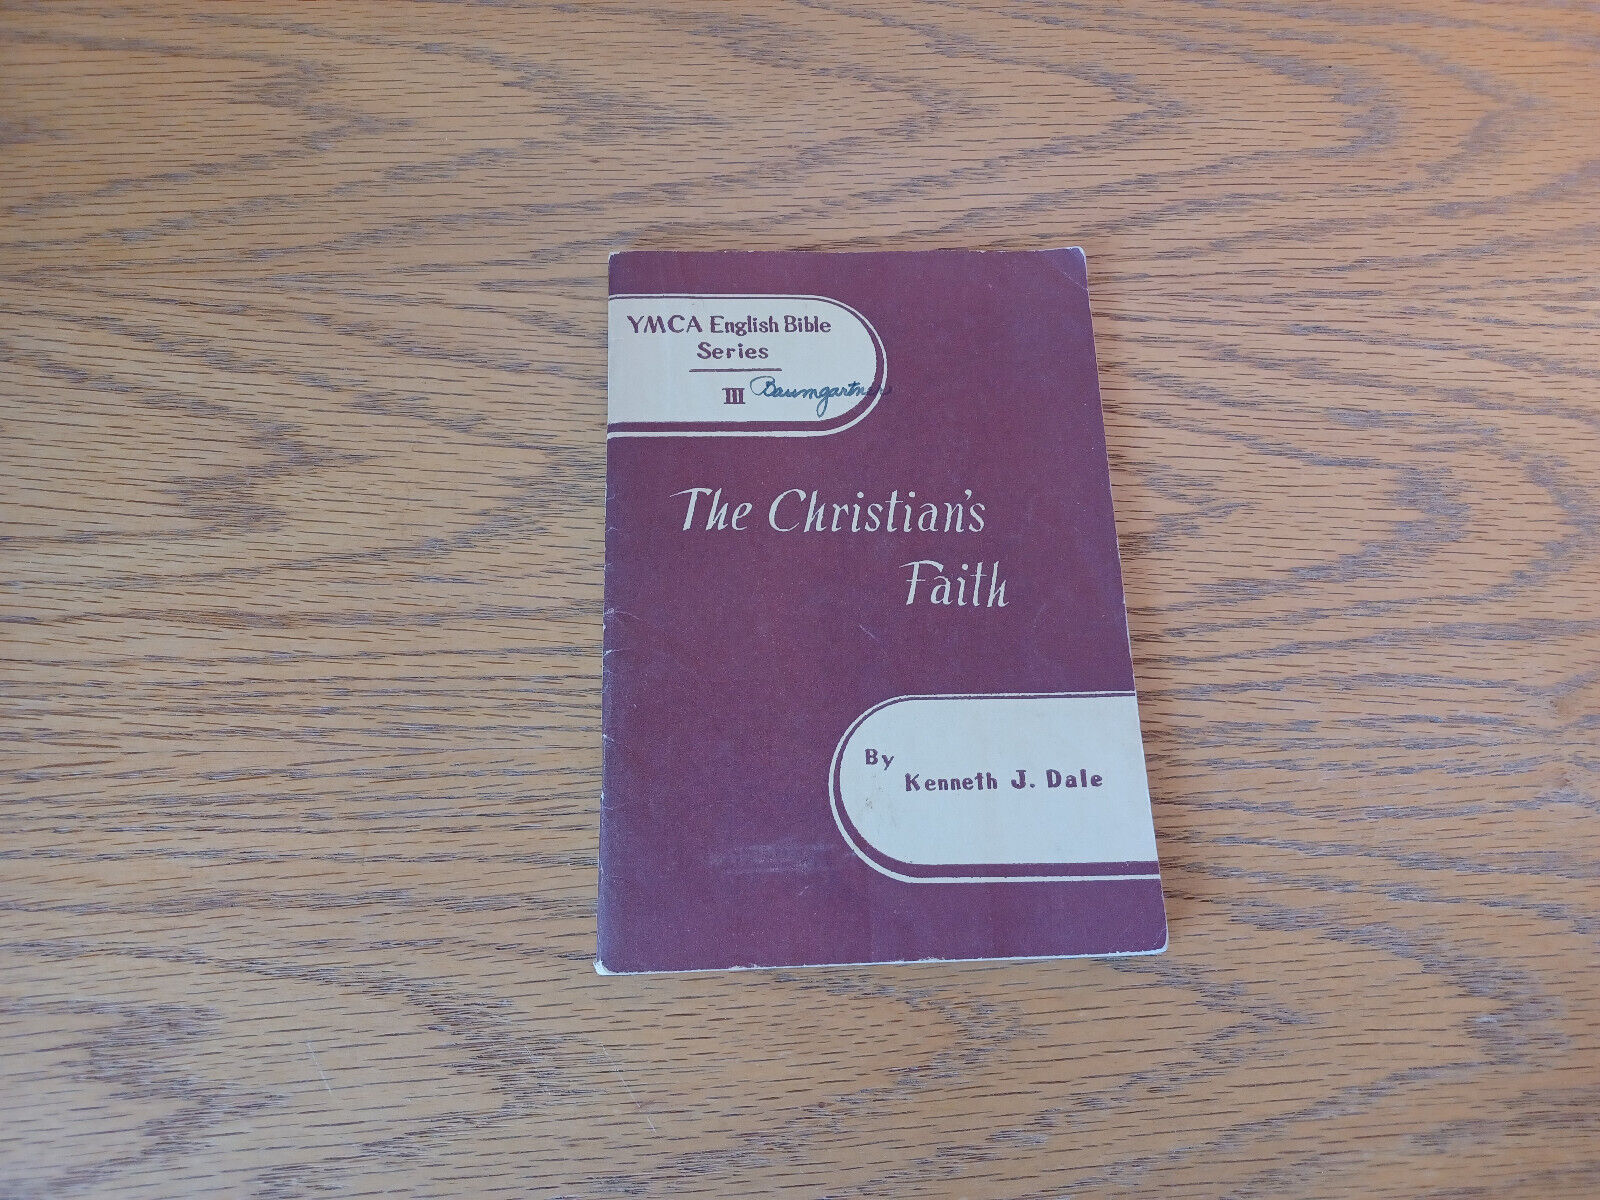 YMCA English Bible
Series
III Baumgartner
The Christian's
Faith
By
Kenneth J. Dale